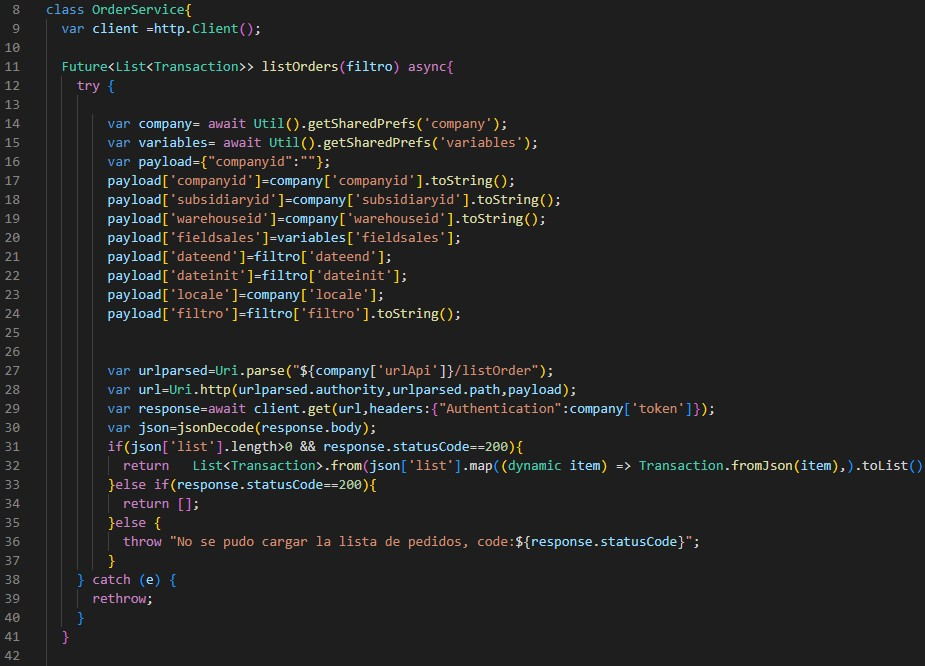 8 class OrderService{
9 var client =http.Client();
10
11 Future<List<Transaction>> listOrders(filtro) async{
12 try {
13
14 var company= await Util().getSharedPrefs('company');
15 var variables= await Util().getSharedPrefs('variables');
16 var payload={"companyid":""};
17 payload['companyid']=company['companyid'].toString();
18 payload['subsidiaryid']=company['subsidiaryid'].toString();
19 payload['warehouseid']=company['warehouseid'].toString();
20 payload['fieldsales']=variables['fieldsales'];
21 payload['dateend']=filtro['dateend'];
22 payload['dateinit']=filtro['dateinit'];
23 payload['locale']=company['locale'];
24 payload['filtro']=filtro['filtro'].toString();
25
26
27 var urlparsed=Uri.parse("${company['urlApi']}/listOrder");
28 var url=Uri.http(urlparsed.authority,urlparsed.path,payload);
29 var response=await client.get(url,headers:{"Authentication":company['token']});
30 var json=jsonDecode(response.body);
31 if(json['list'].length>0 && response.statusCode==200){
32 return List<Transaction>.from(json['list'].map((dynamic item) => Transaction.fromJson(item),).toList()
33 }else if(response.statusCode==200){
34 return [];
35 }else {
36 throw "No se pudo cargar la lista de pedidos, code:${response.statusCode}";
37 }
38 } catch (e) {
39 rethrow;
40 }
41 }
42